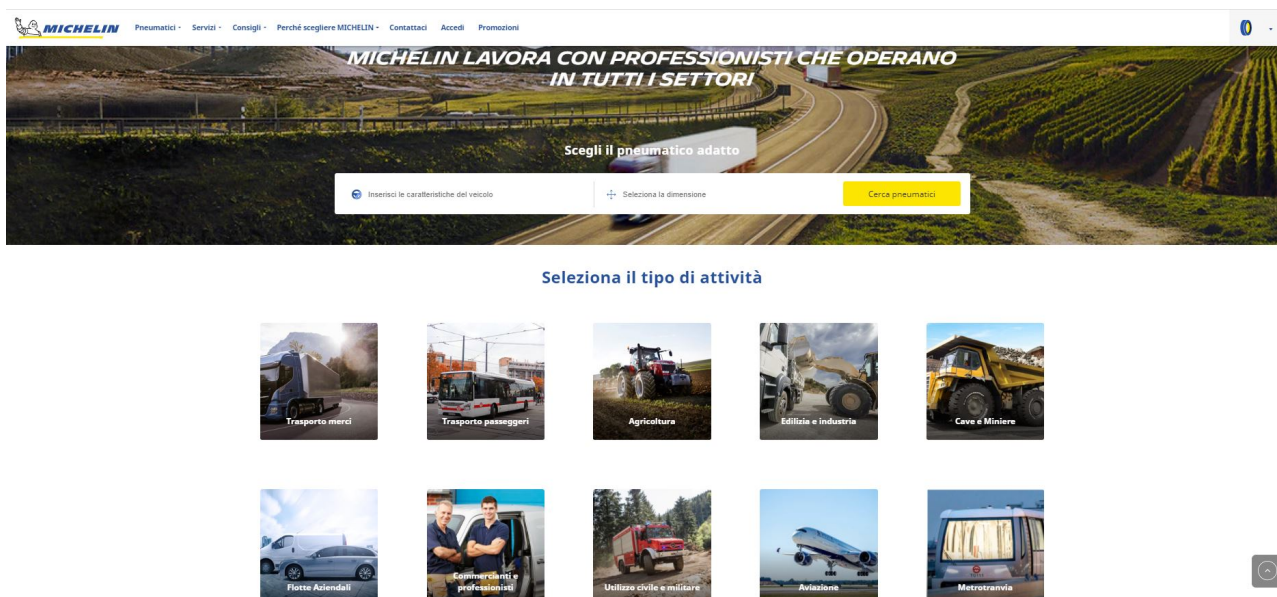 MICHELIN
Pneumatici
Servizi
Consigli
Perché scegliere MICHELIN
Contattaci
Accedi
Promozioni
MICHELIN LAVORA CON PROFESSIONISTI CHE OPERANO
IN TUTTI I SETTORI
Scegli il pneumatico adatto
Inserisci le caratteristiche del veicolo
Seleziona la dimensione
Cerca pneumatici
Seleziona il tipo di attività
Trasporto merci
Trasporto passeggeri
Agricoltura
Edilizia e industria
Cave e Miniere
Flotte Aziendali
Commercianti e
professionisti
Utilizzo civile e militare
Aviazione
Metrotranvia